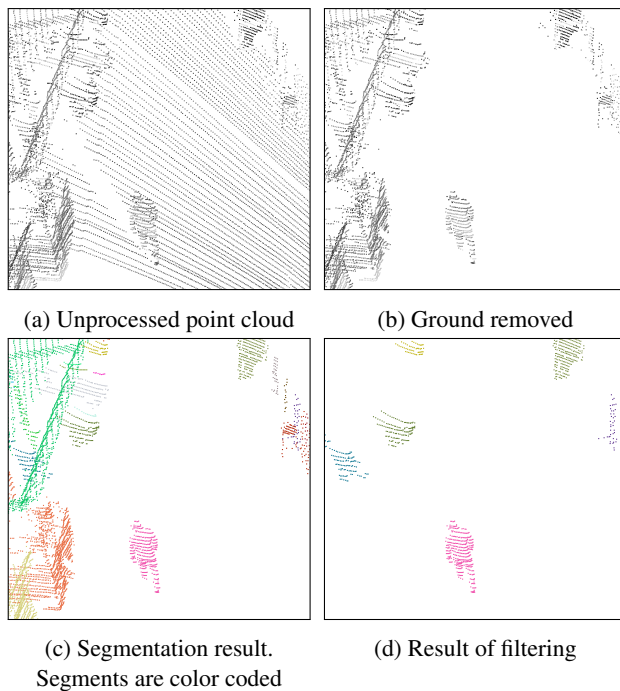 (a) Unprocessed point cloud
(b) Ground removed
(c) Segmentation result.
Segments are color coded
(d) Result of filtering